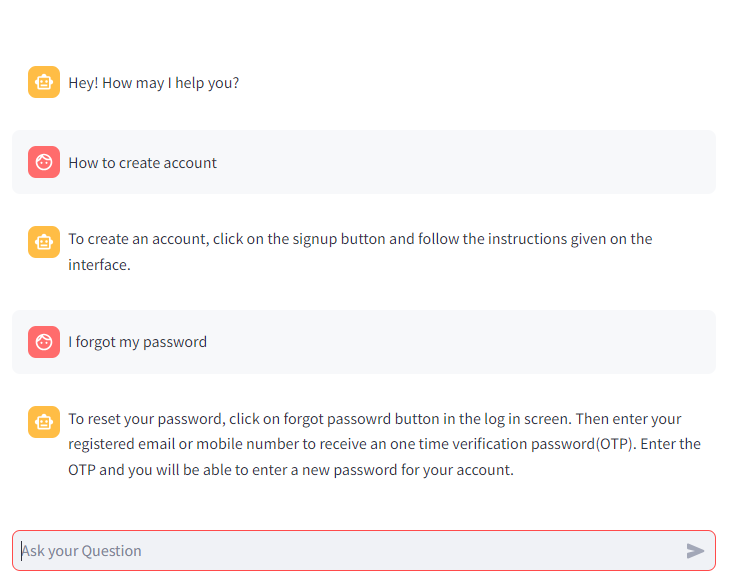 Hey! How may I help you?
How to create account
To create an account, click on the signup button and follow the instructions given on the
interface.
I forgot my password
To reset your password, click on forgot passowrd button in the log in screen. Then enter your
registered email or mobile number to receive an one time verification password(OTP). Enter the
OTP and you will be able to enter a new password for your account.
Ask your Question